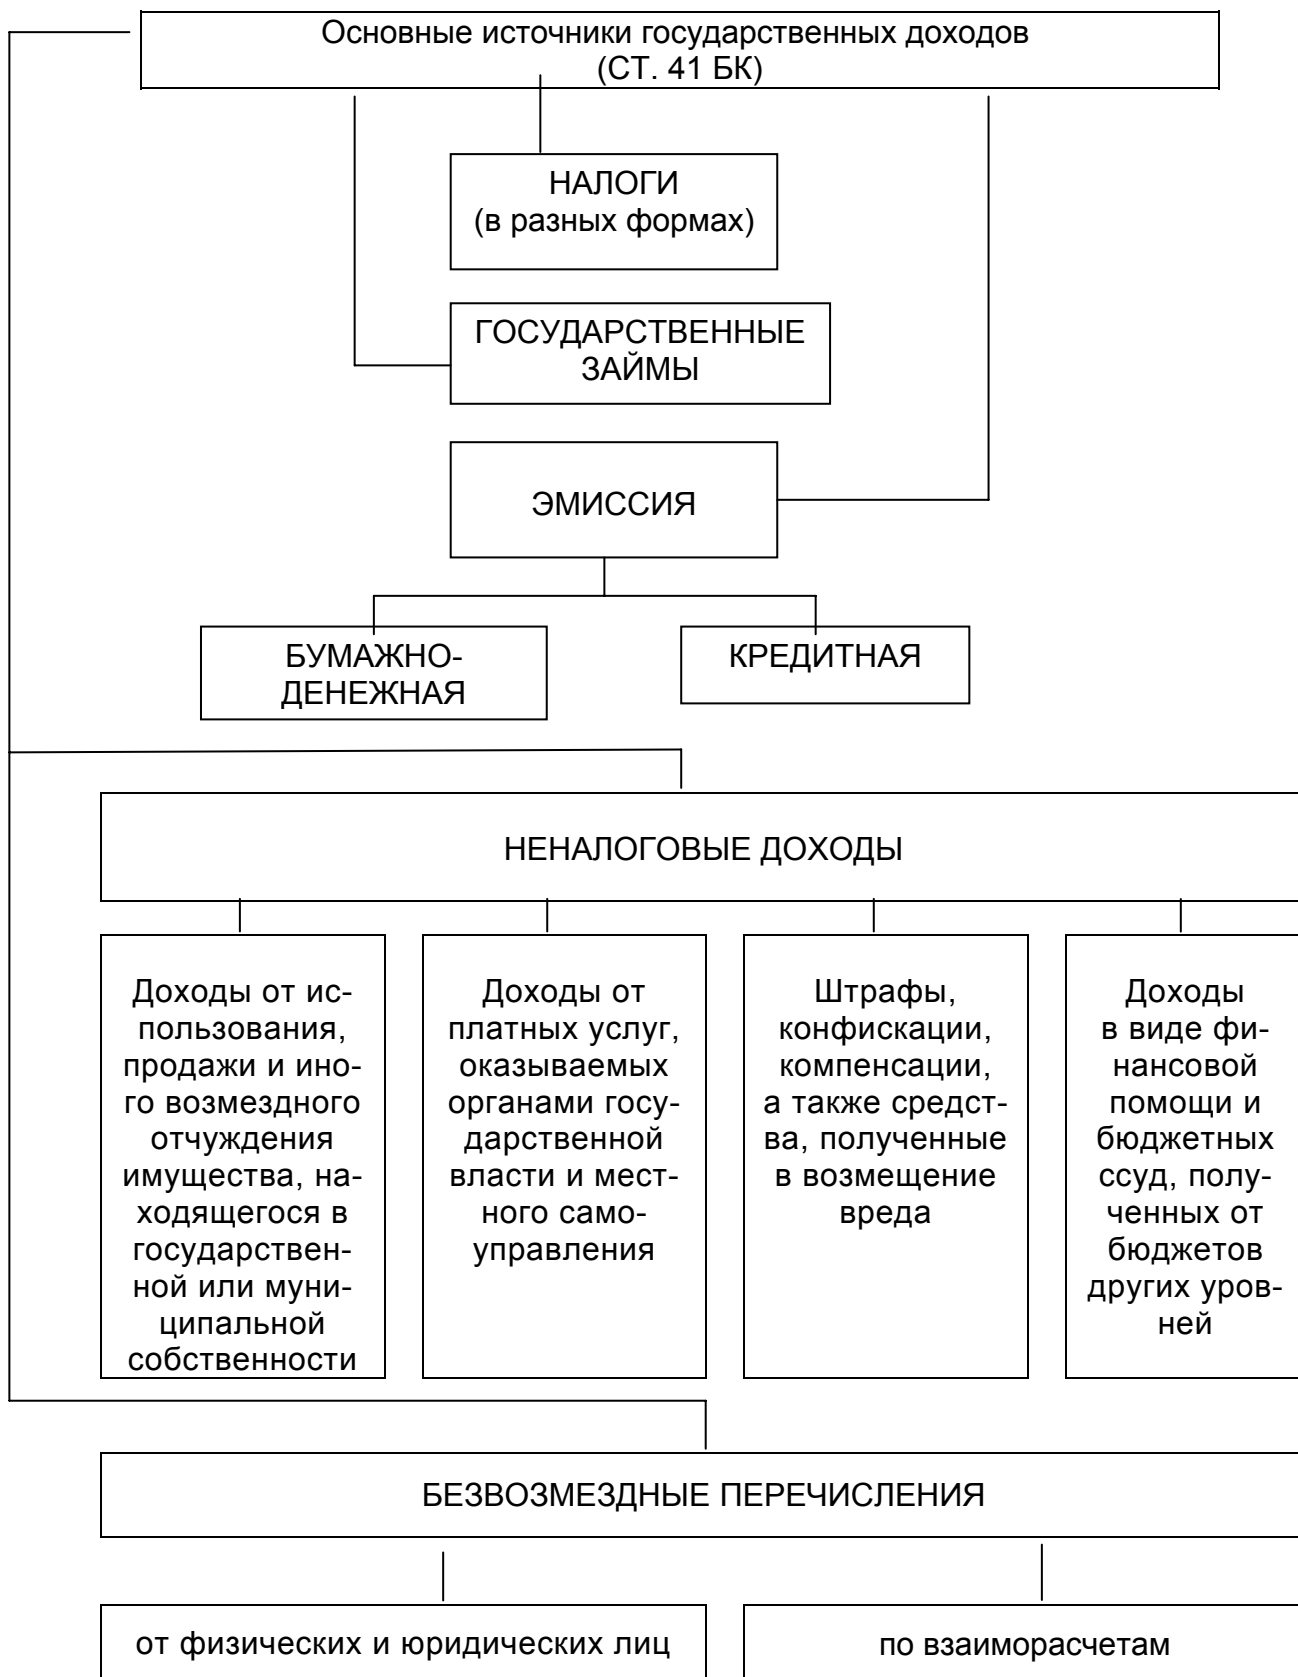 Основные источники государственных доходов
(СТ. 41 БК)
НАЛОГИ
(в разных формах)
ГОСУДАРСТВЕННЫЕ
ЗАЙМЫ
ЭМИССИЯ
БУМАЖНО-
ДЕНЕЖНАЯ
КРЕДИТНАЯ
НЕНАЛОГОВЫЕ ДОХОДЫ
Доходы от ис-
пользования,
продажи и ино-
го возмездного
отчуждения
имущества, на-
ходящегося в
государствен-
ной или муни-
ципальной
собственности
Доходы от
платных услуг,
оказываемых
органами госу-
дарственной
власти и мест-
ного само-
управления
Штрафы,
конфискации,
компенсации,
а также средст-
ва, полученные
в возмещение
вреда
Доходы
в виде фи-
нансовой
помощи и
бюджетных
ссуд, полу-
ченных от
бюджетов
других уров-
ней
БЕЗВОЗМЕЗДНЫЕ ПЕРЕЧИСЛЕНИЯ
от физических и юридических лиц
по взаиморасчетам